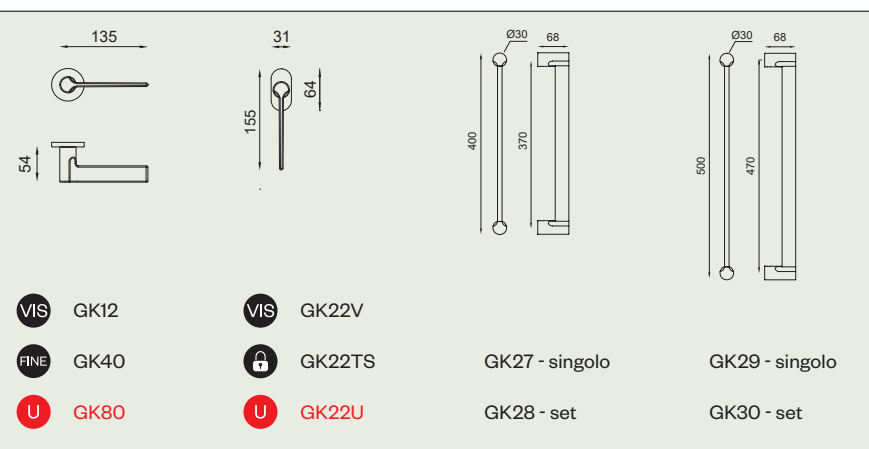 135
54
31
155
64
Ø30
68
400
370
Ø30
68
500
470
VIS GK12
VIS GK22V
FINE GK40
GK22TS
GK27 - singolo
GK29 - singolo
U GK80
U GK22U
GK28 - set
GK30 - set